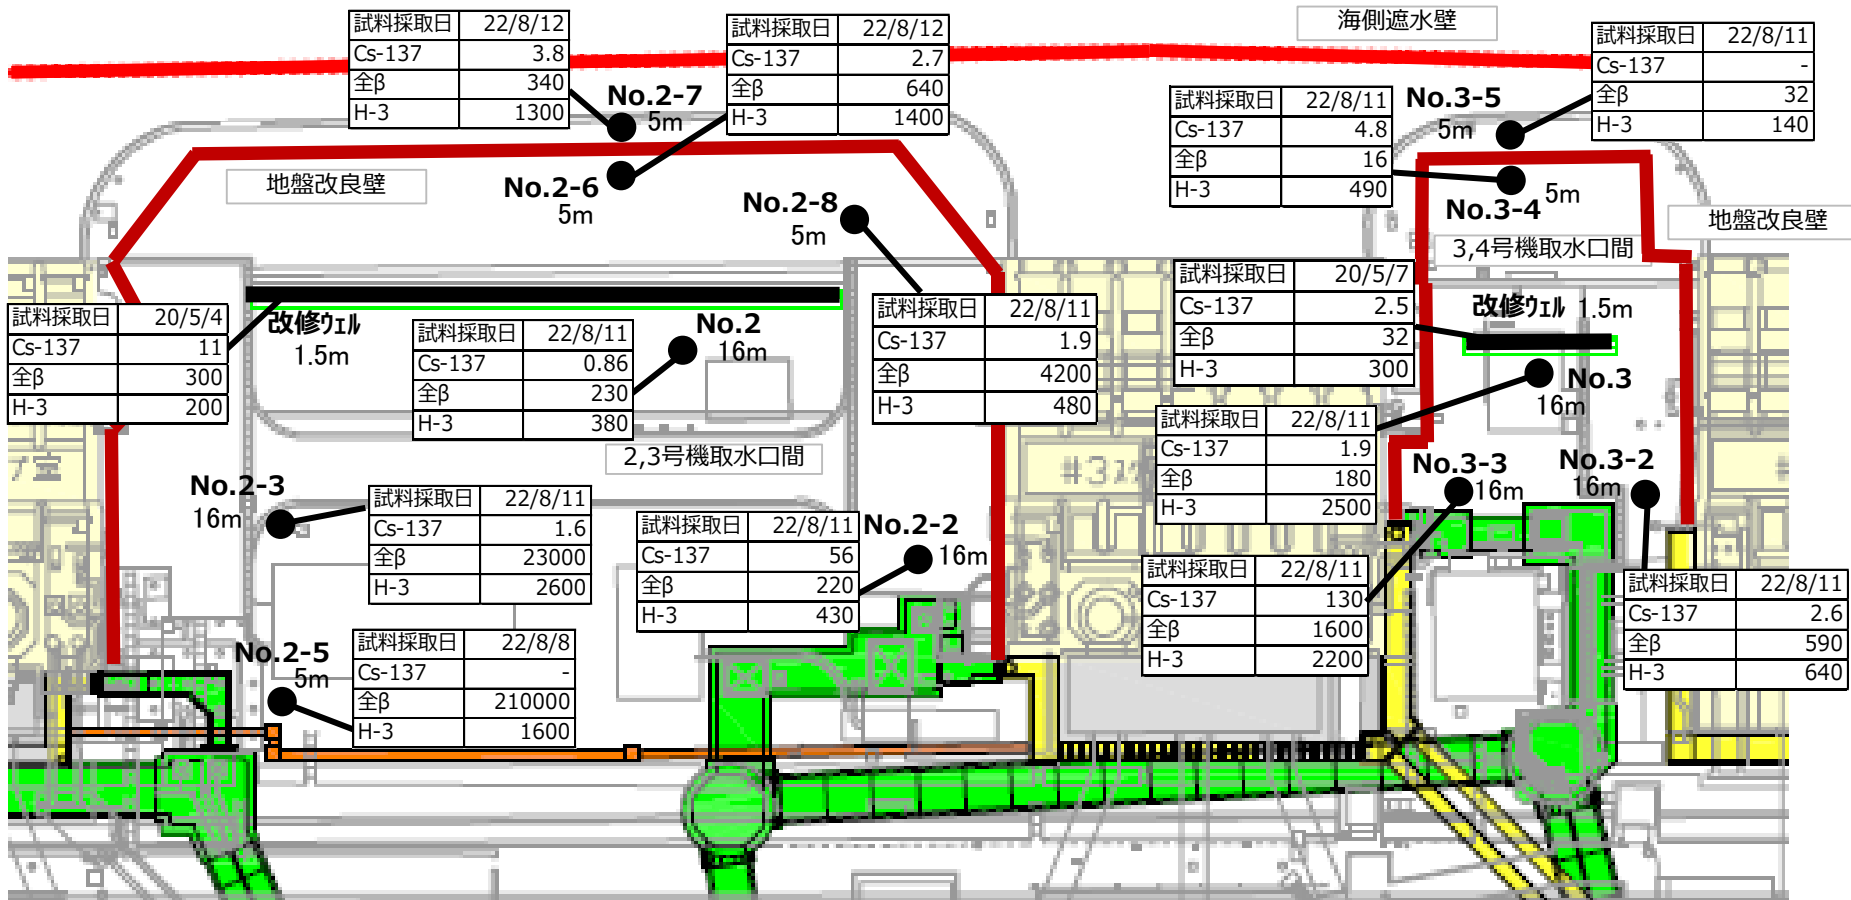 海側遮水壁
試料採取日 22/8/12
Cs-137 3.8
全β 340
H-3 1300
No.2-7
5m
試料採取日 22/8/12
Cs-137 2.7
全β 640
H-3 1400
No.2-6
5m
地盤改良壁
試料採取日 22/8/11
Cs-137 -
全β 32
H-3 140
No.3-5
5m
試料採取日 22/8/11
Cs-137 4.8
全β 16
H-3 490
No.3-4
5m
地盤改良壁
3,4号機取水口間
No.2-8
5m
試料採取日 22/8/11
Cs-137 1.9
全β 4200
H-3 480
試料採取日 20/5/4
Cs-137 11
全β 300
H-3 200
改修ウェル
1.5m
試料採取日 22/8/11
Cs-137 0.86
全β 230
H-3 380
No.2
16m
2,3号機取水口間
試料採取日 20/5/7
Cs-137 2.5
全β 32
H-3 300
改修ウェル 1.5m
試料採取日 22/8/11
Cs-137 1.9
全β 180
H-3 2500
No.3
16m
No.2-3
16m
試料採取日 22/8/11
Cs-137 1.6
全β 23000
H-3 2600
試料採取日 22/8/11
Cs-137 56
全β 220
H-3 430
No.2-2
16m
No.3-3
16m
試料採取日 22/8/11
Cs-137 130
全β 1600
H-3 2200
No.3-2
16m
試料採取日 22/8/11
Cs-137 2.6
全β 590
H-3 640
No.2-5
5m
試料採取日 22/8/8
Cs-137 -
全β 210000
H-3 1600